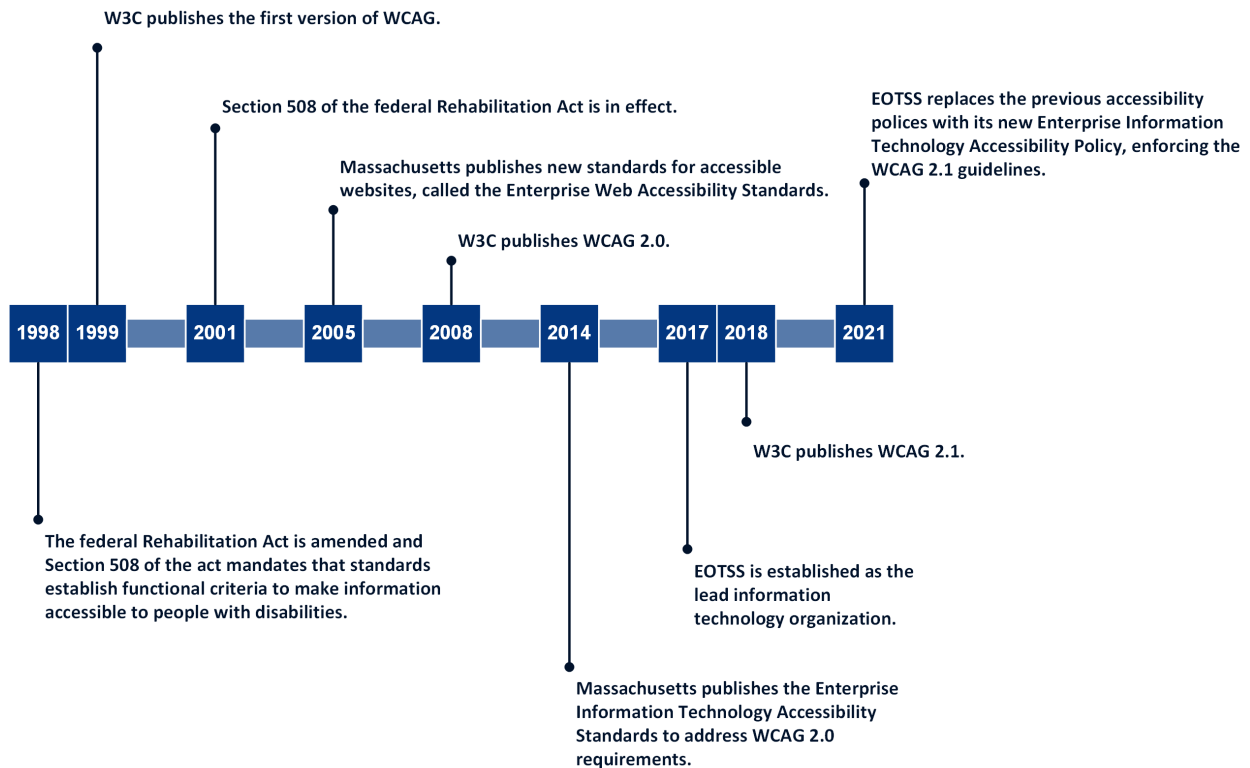 W3C publishes the first version of WCAG.
Section 508 of the federal Rehabilitation Act is in effect.
EOTSS replaces the previous accessibility
polices with its new Enterprise Information
Technology Accessibility Policy, enforcing the
WCAG 2.1 guidelines.
Massachusetts publishes new standards for accessible
websites, called the Enterprise Web Accessibility Standards.
W3C publishes WCAG 2.0.
1998 1999 2001 2005 2008 2014 2017 2018 2021
W3C publishes WCAG 2.1.
The federal Rehabilitation Act is amended and
Section 508 of the act mandates that standards
establish functional criteria to make information
accessible to people with disabilities.
EOTSS is established as the
lead information
technology organization.
Massachusetts publishes the Enterprise
Information Technology Accessibility
Standards to address WCAG 2.0
requirements.